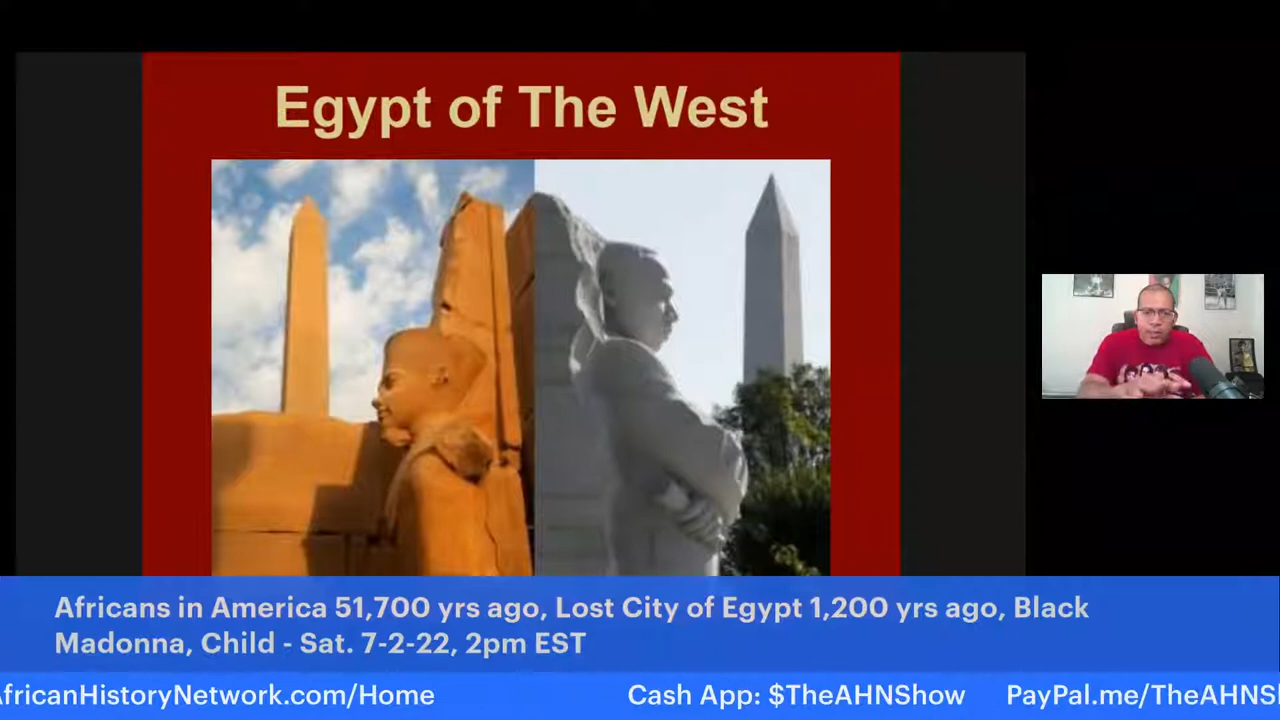 Egypt of The West
Africans in America 51,700 yrs ago, Lost City of Egypt 1,200 yrs ago, Black
Madonna, Child - Sat. 7-2-22, 2pm EST
AfricanHistoryNetwork.com/Home Cash App: $TheAHNShow PayPal.me/TheAHNSh